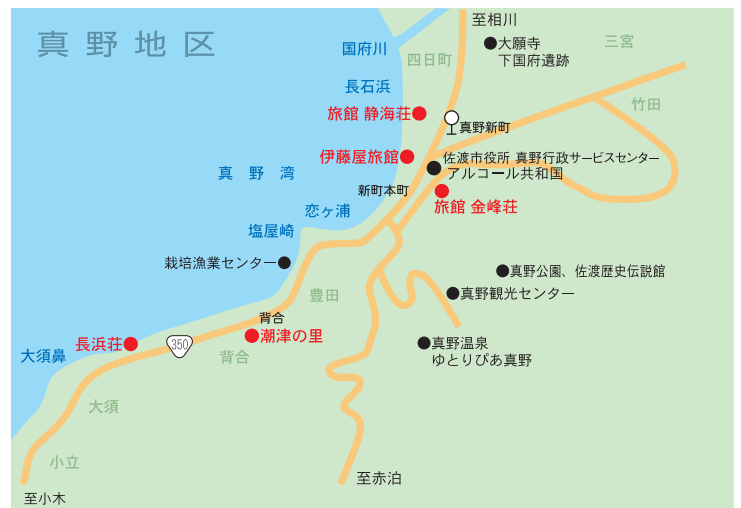 真野地区
至相川
国府川
大願寺
下国府遺跡
三宮
四日町
長石浜
竹田
旅館 静海荘
真野新町
伊藤屋旅館
佐渡市役所 真野行政サービスセンター
アルコール共和国
真 野 湾
新町本町
旅館 金峰荘
恋ヶ浦
塩屋崎
栽培漁業センター
真野公園、佐渡歴史伝説館
真野観光センター
豊田
背合
潮津の里
長浜荘
350
真野温泉
ゆとりぴあ真野
大須鼻
背合
大須
小立
至赤泊
至小木